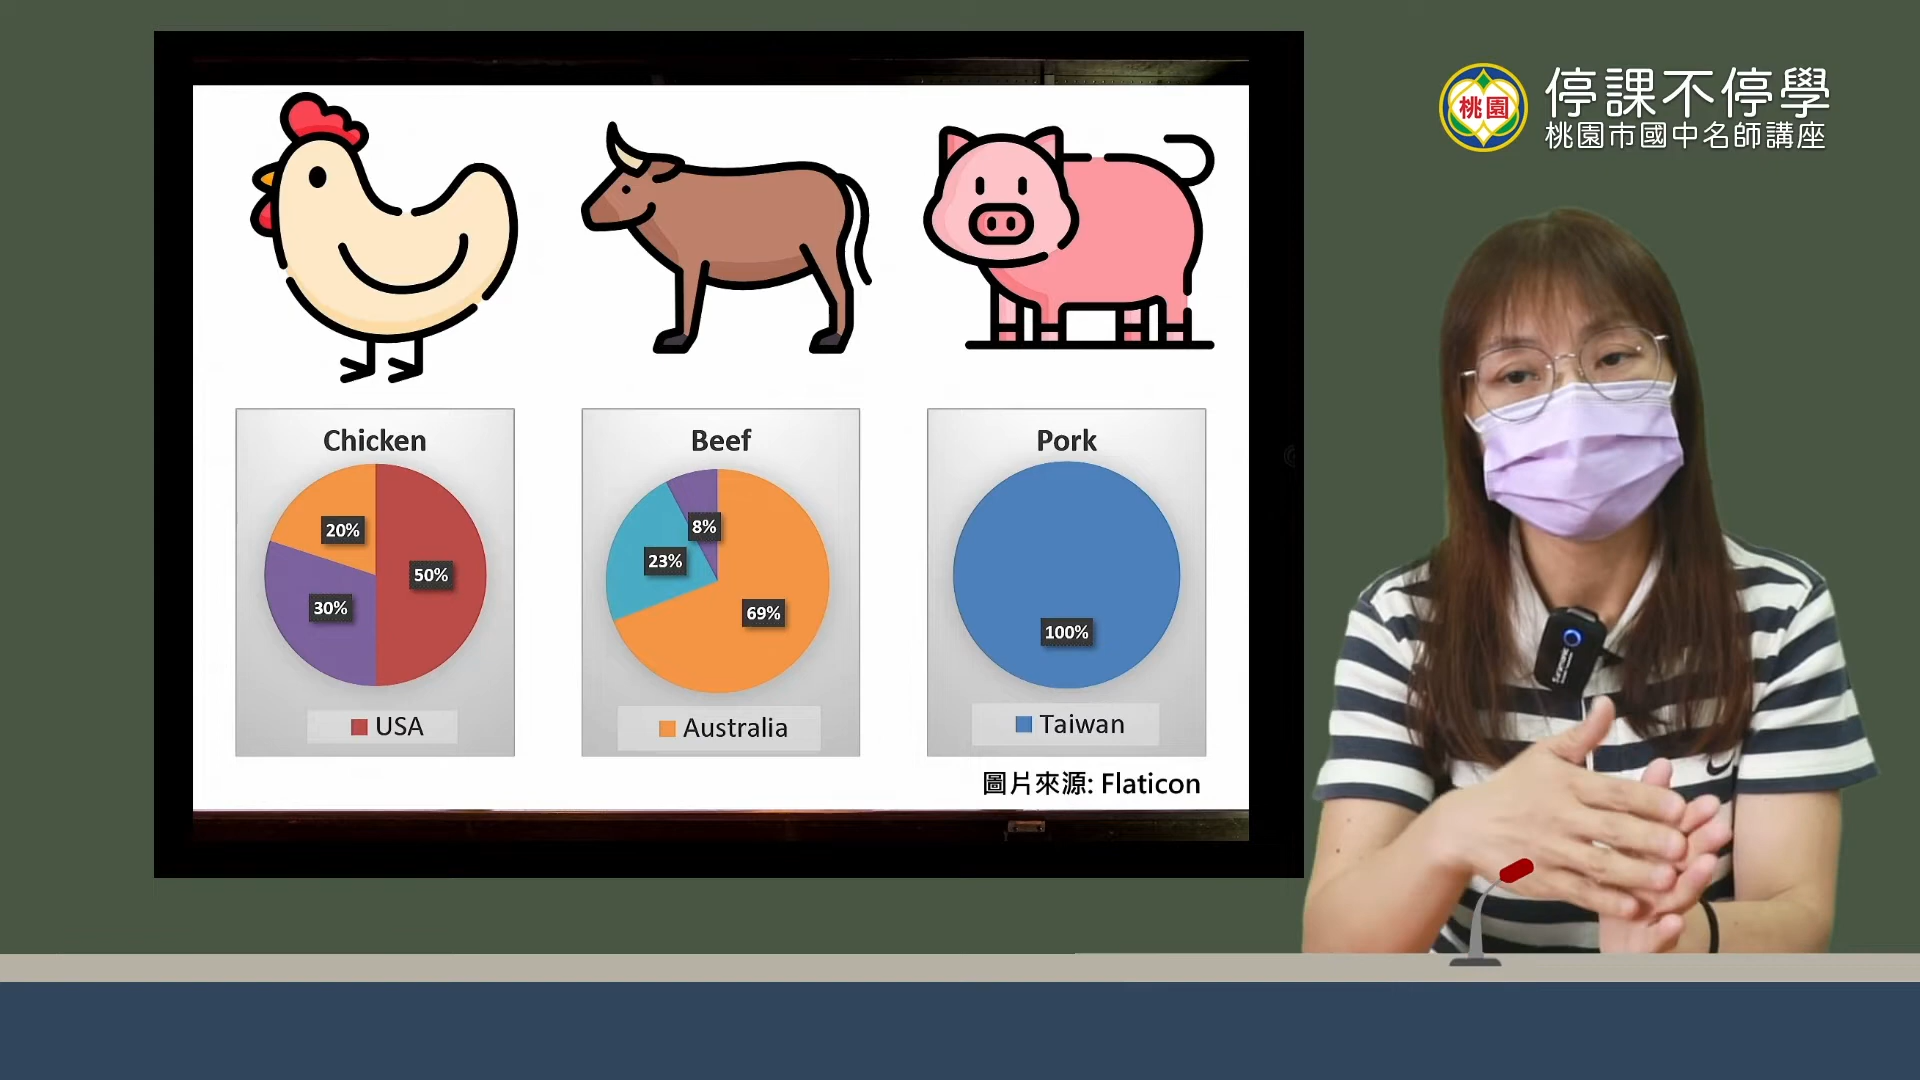 桃園
停課不停學
桃園市國中名師講座
Chicken
20%
50%
30%
USA
Beef
8%
23%
69%
Australia
Pork
100%
Taiwan
圖片來源: Flaticon